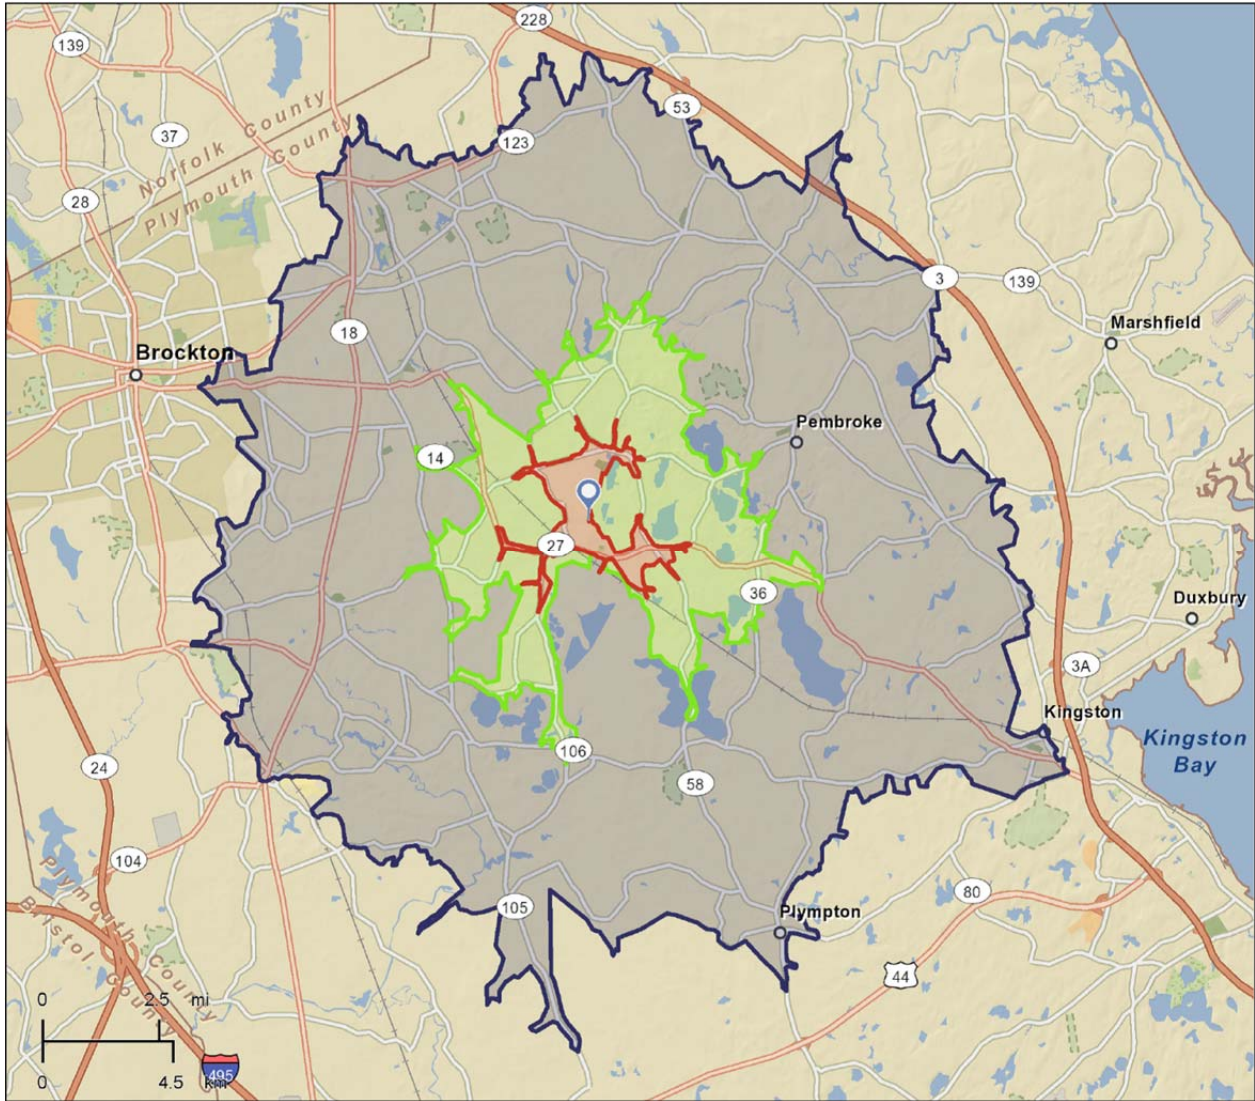 228
139
53
37
Norfolk County
Plymouth County
123
28
3
139
18
Marshfield
Brockton
Pembroke
14
27
36
Duxbury
3A
Kingston
Kingston
Bay
106
24
58
104
80
105
Plympton
Plymouth County
Bristol County
44
0 2.5 mi
0 4.5 km
495